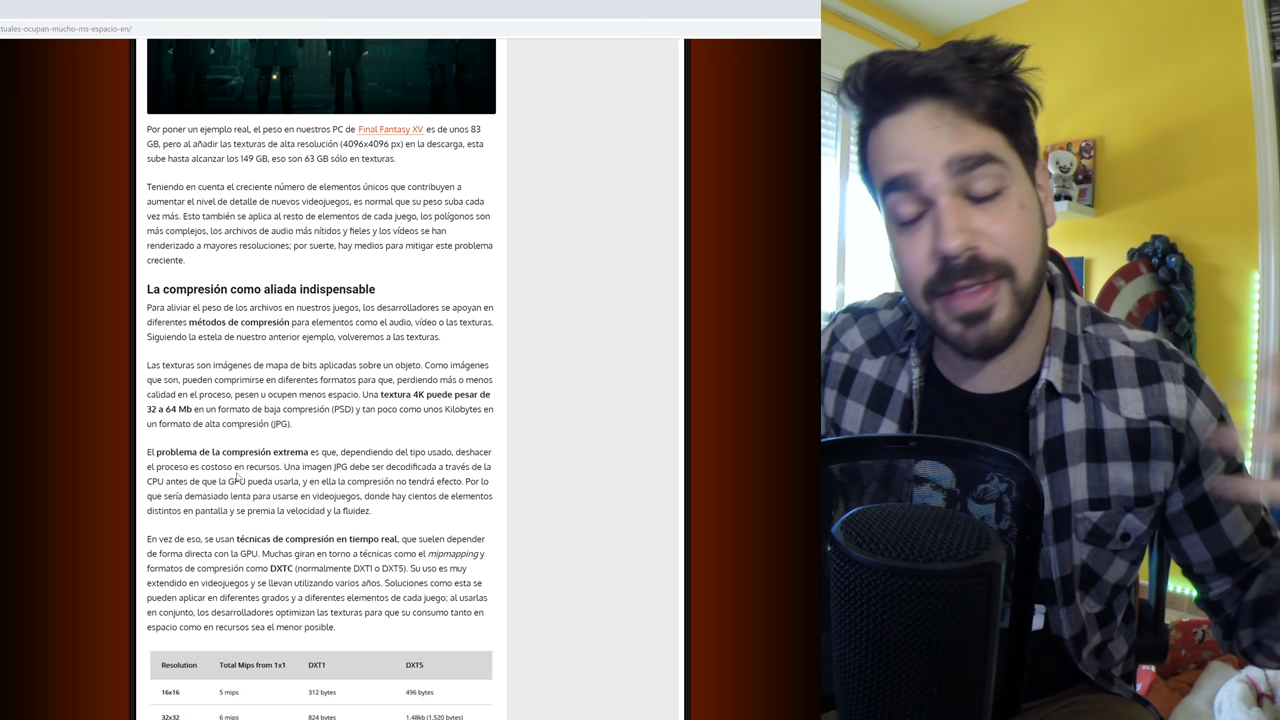 tuales-ocupan-mucho-ms-espacio-en/
Por poner un ejemplo real, el peso en nuestros PC de Final Fantasy XV es de unos 83
GB, pero al añadir las texturas de alta resolución (4096x4096 px) en la descarga, esta
sube hasta alcanzar los 149 GB, eso son 63 GB sólo en texturas.
Teniendo en cuenta el creciente número de elementos únicos que contribuyen a
aumentar el nivel de detalle de nuevos videojuegos, es normal que su peso suba cada
vez más. Esto también se aplica al resto de elementos de cada juego, los polígonos son
más complejos, los archivos de audio más nítidos y fieles y los vídeos se han
renderizado a mayores resoluciones; por suerte, hay medios para mitigar este problema
creciente.
La compresión como aliada indispensable
Para aliviar el peso de los archivos en nuestros juegos, los desarrolladores se apoyan en
diferentes métodos de compresión para elementos como el audio, vídeo o las texturas.
Siguiendo la estela de nuestro anterior ejemplo, volveremos a las texturas.
Las texturas son imágenes de mapa de bits aplicadas sobre un objeto. Como imágenes
que son, pueden comprimirse en diferentes formatos para que, perdiendo más o menos
calidad en el proceso, pesen u ocupen menos espacio. Una textura 4K puede pesar de
32 a 64 Mb en un formato de baja compresión (PSD) y tan poco como unos Kilobytes en
un formato de alta compresión (JPG).
El problema de la compresión extrema es que, dependiendo del tipo usado, deshacer
el proceso es costoso en recursos. Una imagen JPG debe ser decodificada a través de la
CPU antes de que la GPU pueda usarla, y en ella la compresión no tendrá efecto. Por lo
que sería demasiado lenta para usarse en videojuegos, donde hay cientos de elementos
distintos en pantalla y se premia la velocidad y la fluidez.
En vez de eso, se usan técnicas de compresión en tiempo real, que suelen depender
de forma directa con la GPU. Muchas giran en torno a técnicas como el mipmapping y
formatos de compresión como DXTC (normalmente DXT1 o DXT5). Su uso es muy
extendido en videojuegos y se llevan utilizando varios años. Soluciones como esta se
pueden aplicar en diferentes grados y a diferentes elementos de cada juego; al usarlas
en conjunto, los desarrolladores optimizan las texturas para que su consumo tanto en
espacio como en recursos sea el menor posible.
Resolution Total Mips from 1x1 DXT1 DXT5
16x16 5 mips 312 bytes 496 bytes
32x32 6 mips 824 bytes 1.48kb (1,520 bytes)